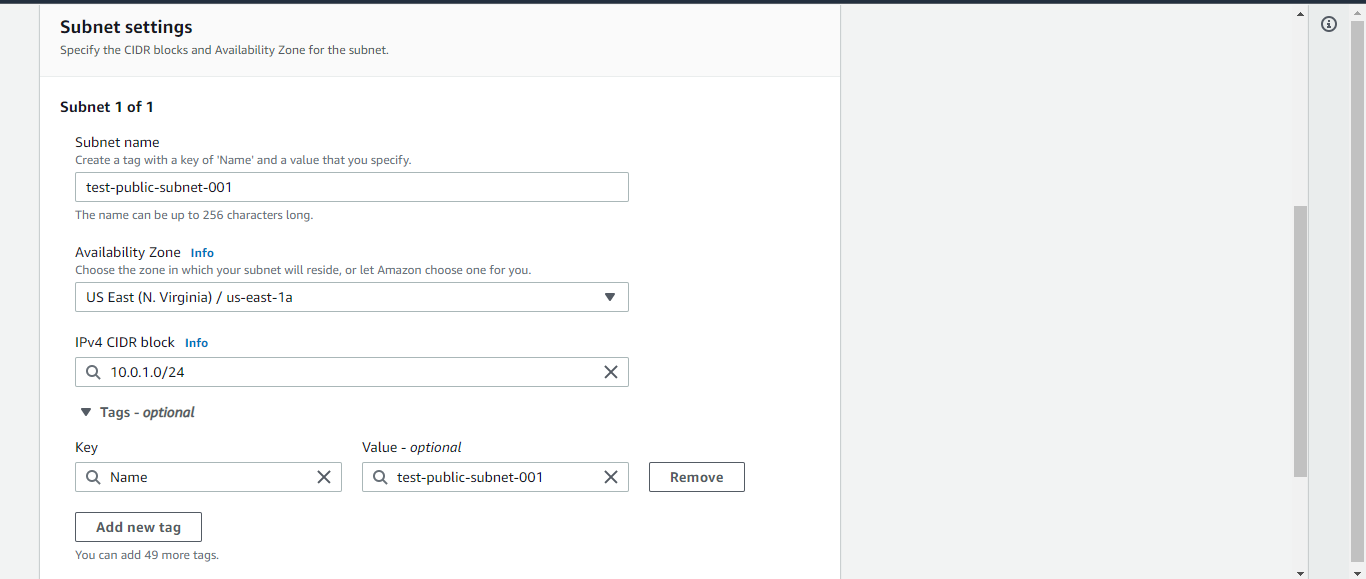 Subnet settings
Specify the CIDR blocks and Availability Zone for the subnet.
Subnet 1 of 1
Subnet name
Create a tag with a key of 'Name' and a value that you specify.
test-public-subnet-001
The name can be up to 256 characters long.
Availability Zone Info
Choose the zone in which your subnet will reside, or let Amazon choose one for you.
US East (N. Virginia) / us-east-1a
IPv4 CIDR block Info
10.0.1.0/24
Tags - optional
Key Value - optional
Name test-public-subnet-001 Remove
Add new tag
You can add 49 more tags.